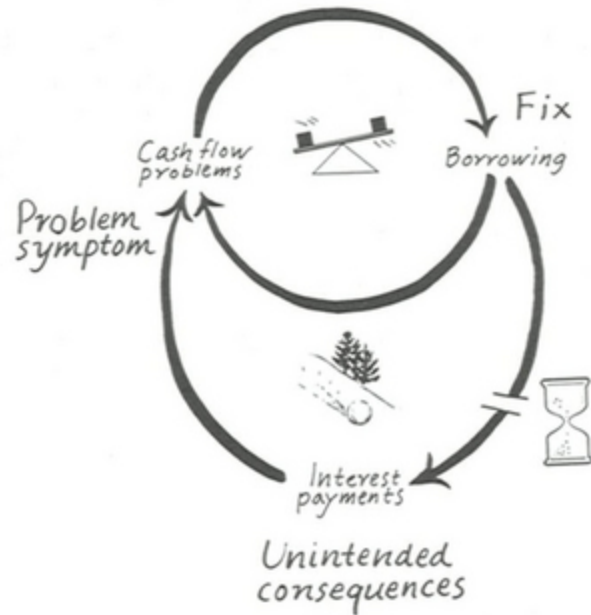 Fix
Cash flow
problems
Borrowing
Problem
symptom
Interest
payments
Unintended
consequences